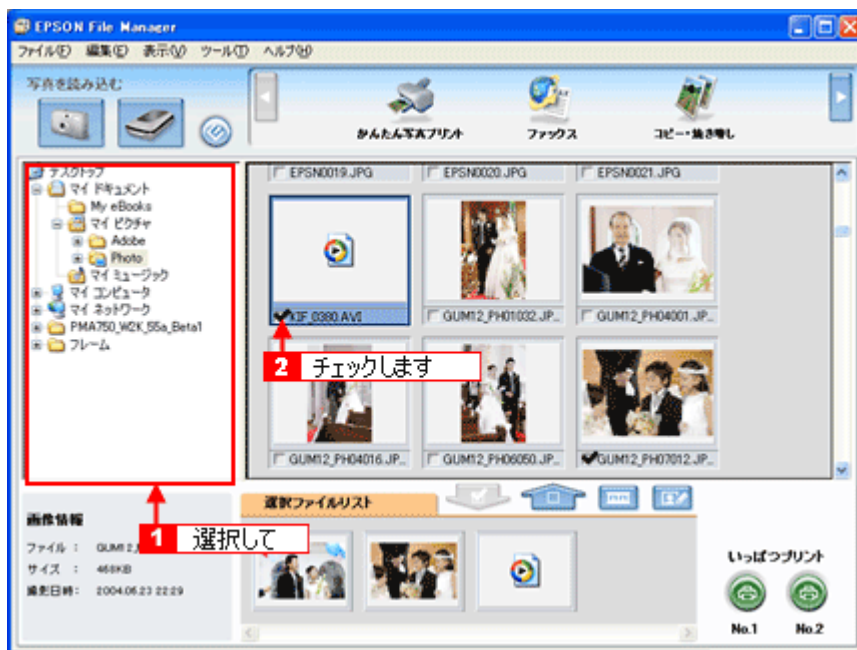 EPSON File Manager
ファイル(F) 編集(E) 表示(V) ツール(T) ヘルプ(H)
写真を読み込む
かんたん写真プリント
ファックス
コピー・焼き増し
デスクトップ
マイ ドキュメント
My eBooks
マイ ピクチャ
Adobe
Photo
マイ ミュージック
マイ コンピュータ
マイ ネットワーク
PMA750_W2K_S5a_Beta1
フレーム
EPSN0019.JPG
EPSN0020.JPG
EPSN0021.JPG
KIF_0380.AVI
GUM12_PH01032.JP...
GUM12_PH04001.JP...
2 チェックします
GUM12_PH04016.JP...
GUM12_PH06050.JP...
GUM12_PH07012.JP...
1 選択して
画像情報
ファイル :
サイズ : 468KB
撮影日時: 2004.06.23 22:29
選択ファイルリスト
いっぱつプリント
No.1
No.2